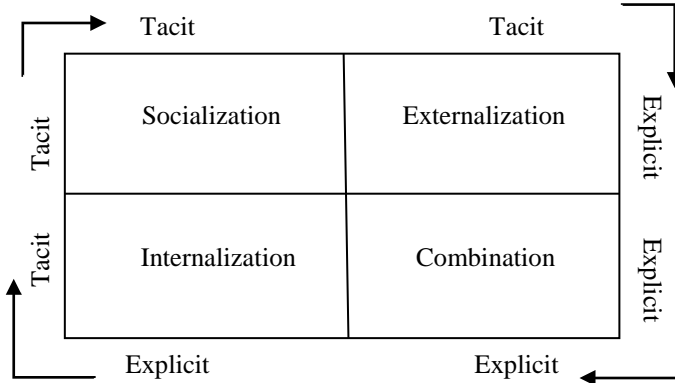 Tacit Tacit
Tacit Socialization Externalization Explicit
Tacit Internalization Combination Explicit
Explicit Explicit